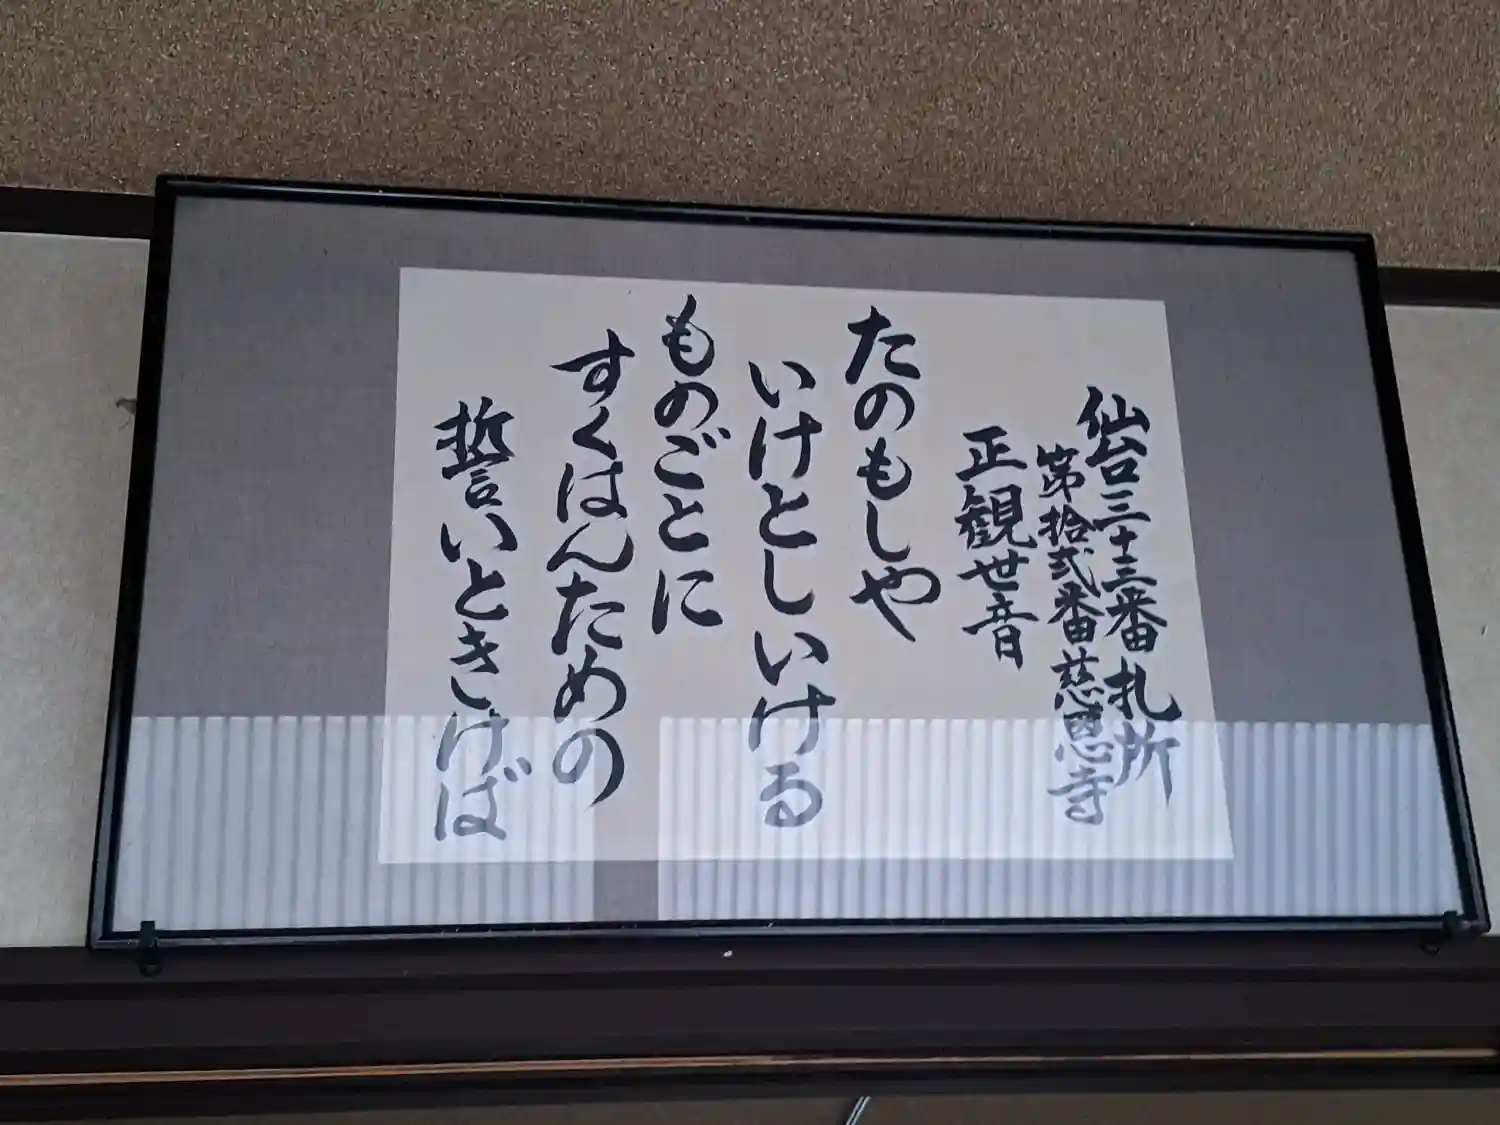 仙台三十三番札所
第拾弐番慈恩寺
正観世音
たのもしや
いけとしいける
ものごとに
すくはんための
誓いときけば